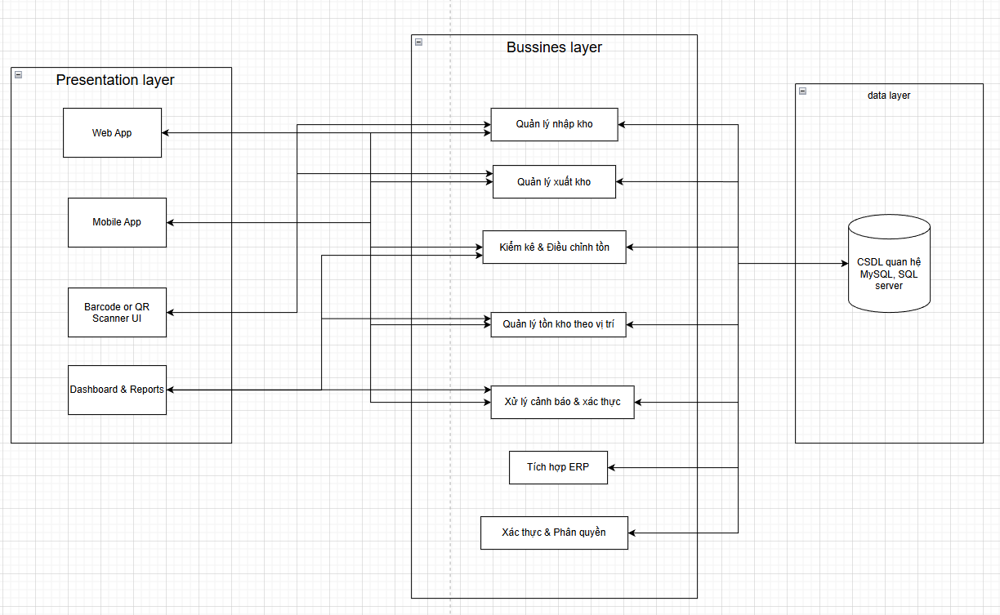 Presentation layer
Web App
Mobile App
Barcode or QR
Scanner UI
Dashboard & Reports
Bussines layer
Quản lý nhập kho
Quản lý xuất kho
Kiểm kê & Điều chỉnh tồn
Quản lý tồn kho theo vị trí
Xử lý cảnh báo & xác thực
Tích hợp ERP
Xác thực & Phân quyền
data layer
CSDL quan hệ
MySQL, SQL
server